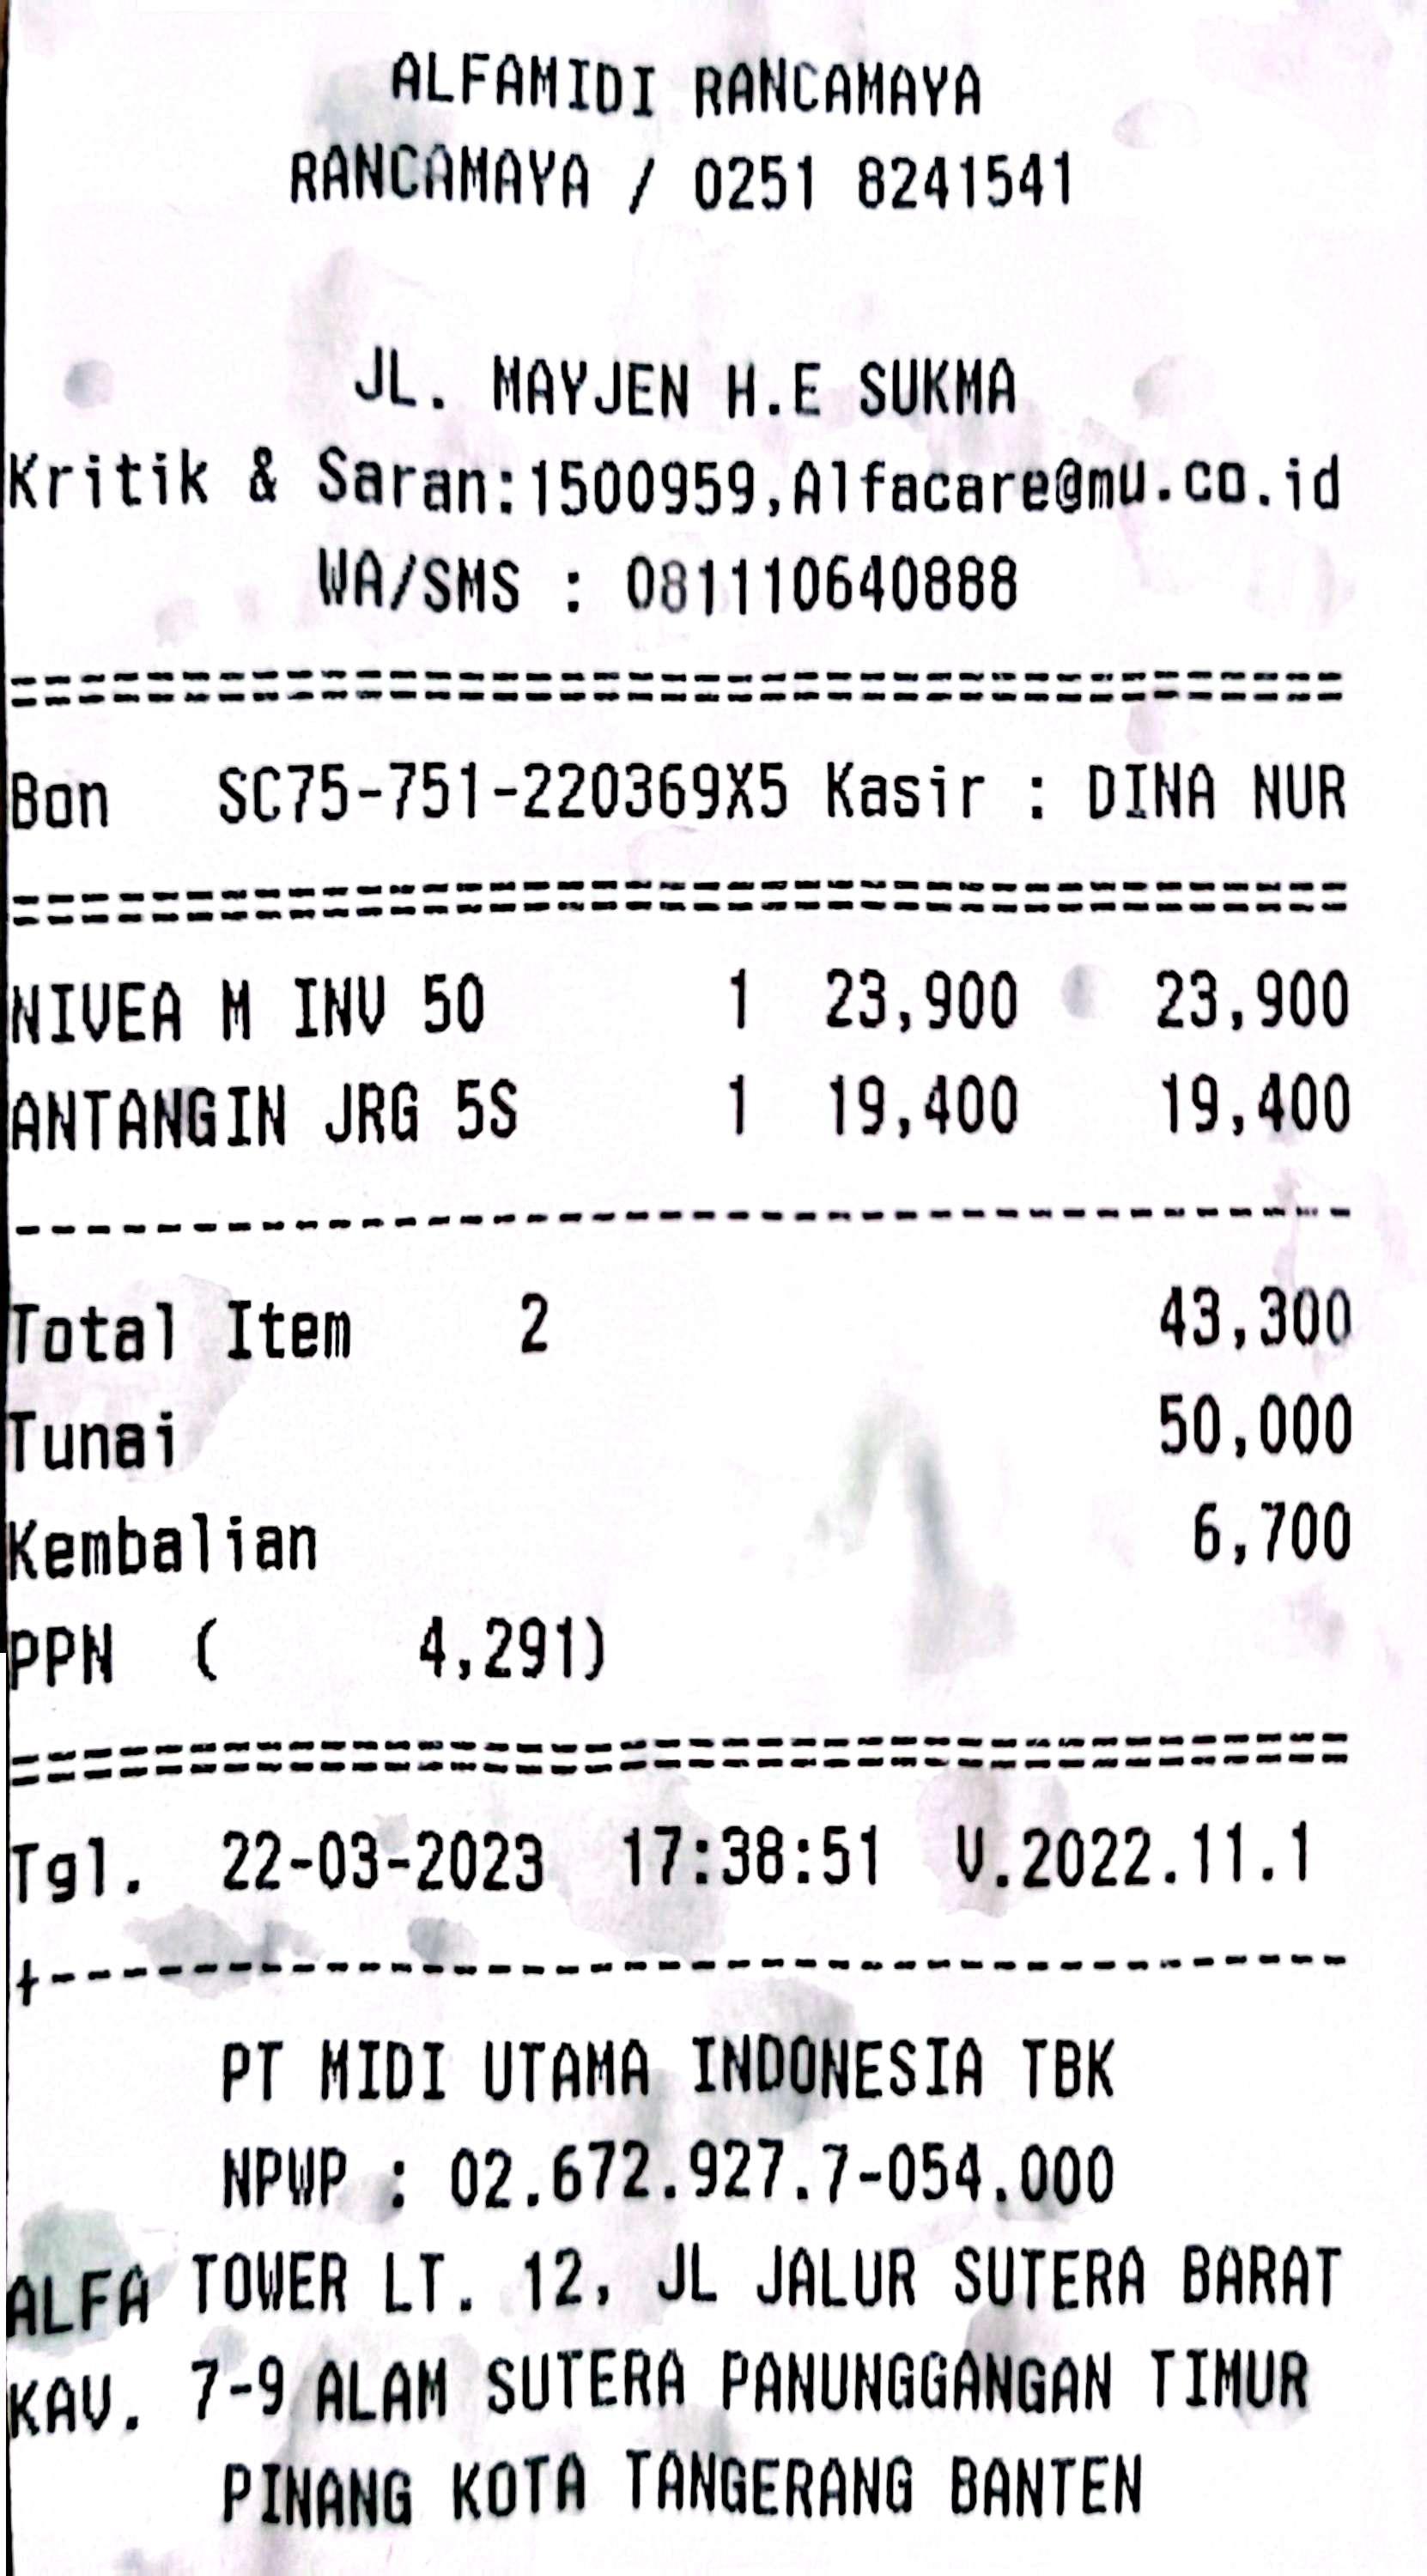 ALFAMIDI RANCAMAYA
RANCAMAYA / 0251 8241541
JL. MAYJEN H.E SUKMA
Kritik & Saran:1500959,Alfacare@mu.co.id
WA/SMS : 081110640888
========================================
Bon SC75-751-220369X5 Kasir : DINA NUR
========================================
NIVEA M INV 50 1 23,900 23,900
ANTANGIN JRG 5S 1 19,400 19,400
----------------------------------------
Total Item 2 43,300
Tunai 50,000
Kembalian 6,700
PPN ( 4,291)
========================================
Tgl. 22-03-2023 17:38:51 V.2022.11.1
+---------------------------------------
PT MIDI UTAMA INDONESIA TBK
NPWP : 02.672.927.7-054.000
ALFA TOWER LT. 12, JL JALUR SUTERA BARAT
KAV. 7-9 ALAM SUTERA PANUNGGANGAN TIMUR
PINANG KOTA TANGERANG BANTEN